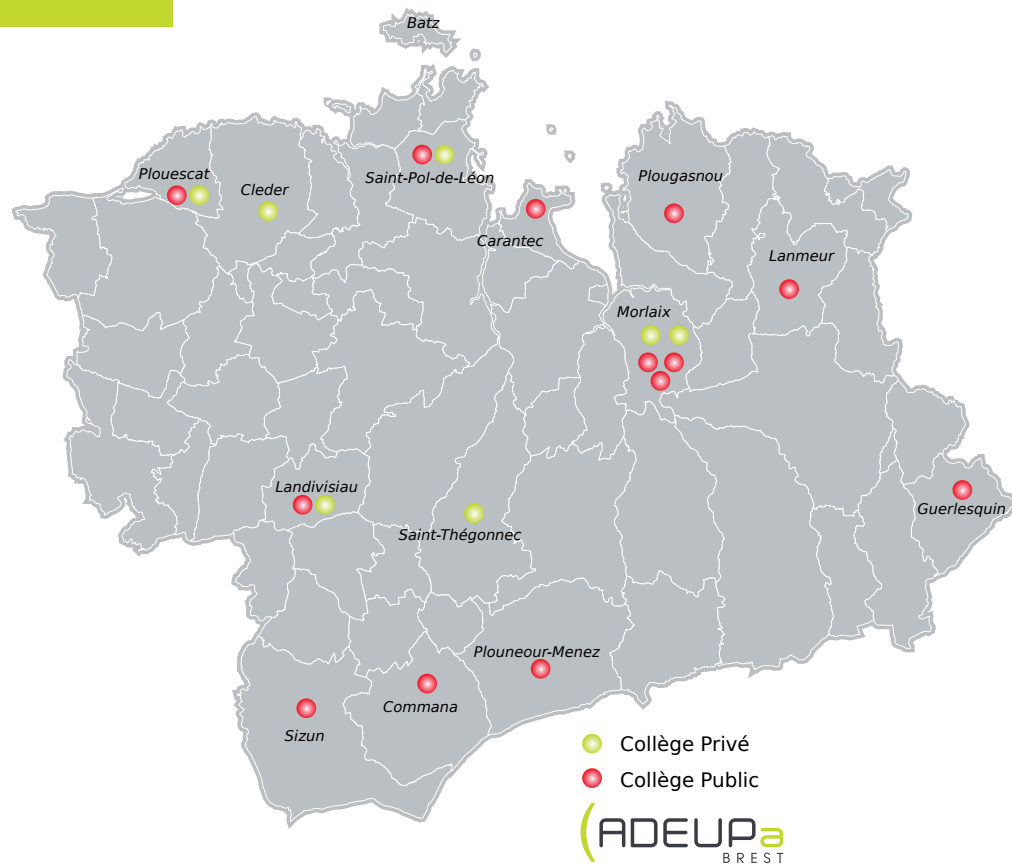 Batz
Plouescat
Cleder
Saint-Pol-de-Léon
Carantec
Plougasnou
Lanmeur
Morlaix
Landivisiau
Saint-Thégonnec
Guerlesquin
Plouneour-Menez
Commana
Sizun
Collège Privé
Collège Public
ADEUPa
BREST